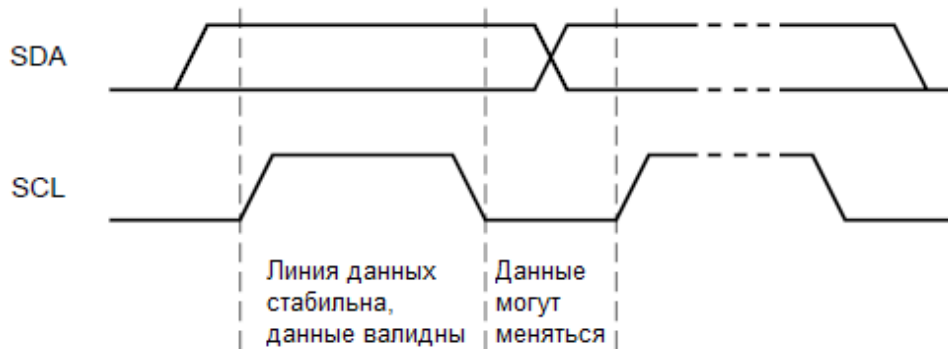 SDA
SCL
Линия данных
стабильна,
данные валидны
Данные
могут
меняться